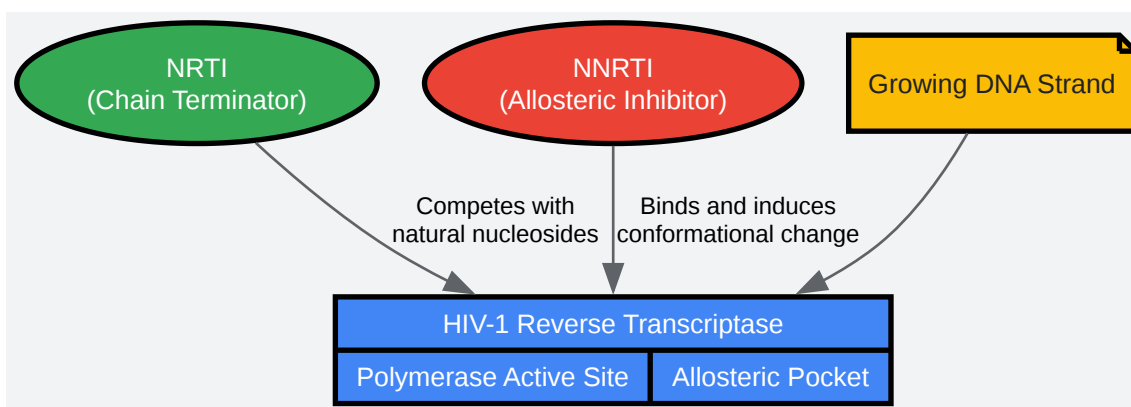 NRTI
(Chain Terminator)
NNRTI
(Allosteric Inhibitor)
Growing DNA Strand
Competes with
natural nucleosides
Binds and induces
conformational change
HIV-1 Reverse Transcriptase
Polymerase Active Site
Allosteric Pocket